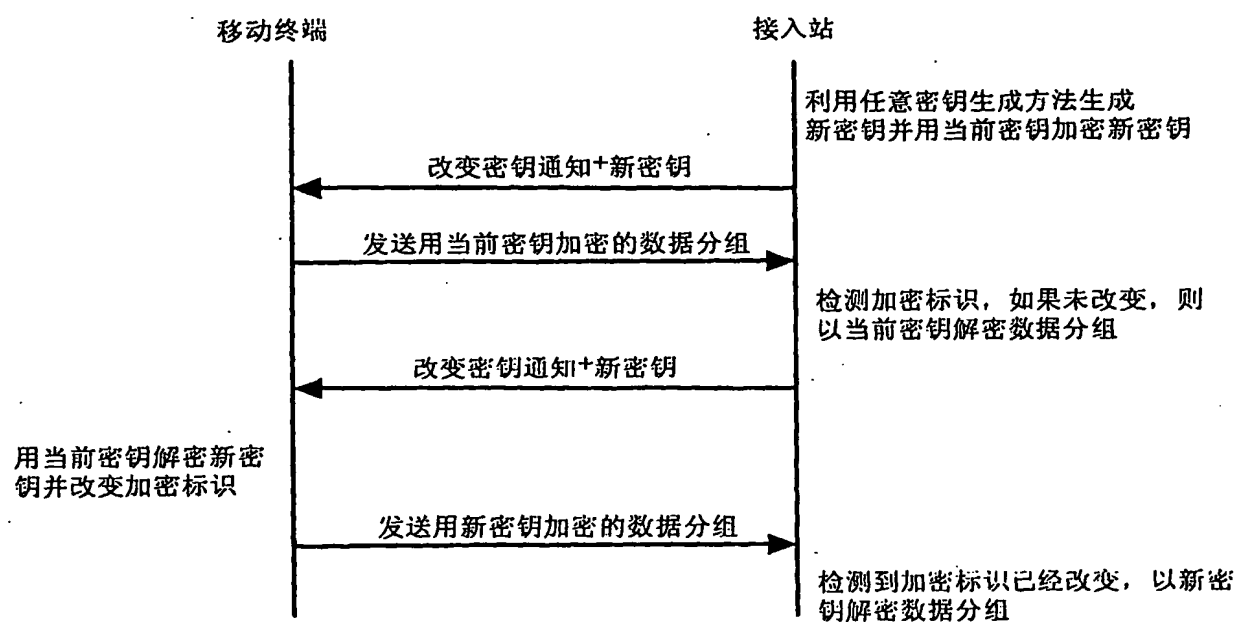 移动终端
接入站
利用任意密钥生成方法生成
新密钥并用当前密钥加密新密钥
改变密钥通知+新密钥
发送用当前密钥加密的数据分组
检测加密标识，如果未改变，则
以当前密钥解密数据分组
改变密钥通知+新密钥
用当前密钥解密新密
钥并改变加密标识
发送用新密钥加密的数据分组
检测到加密标识已经改变，以新密
钥解密数据分组